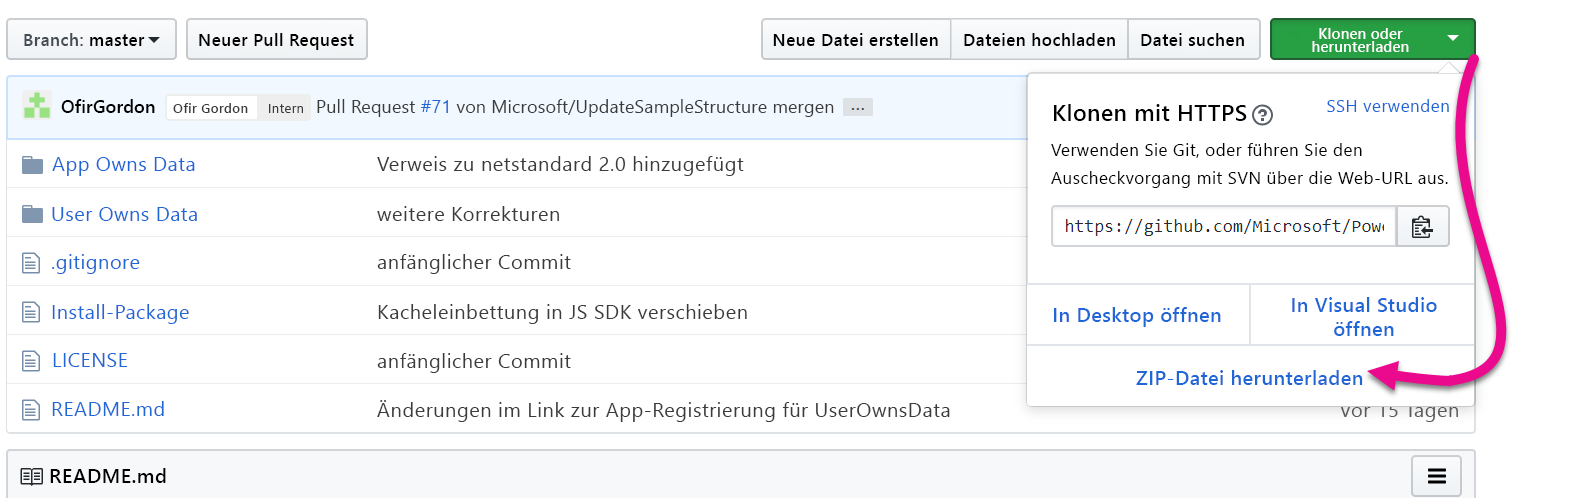 Branch: master
Neuer Pull Request
Neue Datei erstellen
Dateien hochladen
Datei suchen
Klonen oder
herunterladen
OfirGordon Ofir Gordon Intern Pull Request #71 von Microsoft/UpdateSampleStructure mergen ...
Klonen mit HTTPS ?
SSH verwenden
Verwenden Sie Git, oder führen Sie den
Auscheckvorgang mit SVN über die Web-URL aus.
https://github.com/Microsoft/Powe
In Desktop öffnen
In Visual Studio
öffnen
ZIP-Datei herunterladen
App Owns Data Verweis zu netstandard 2.0 hinzugefügt
User Owns Data weitere Korrekturen
.gitignore anfänglicher Commit
Install-Package Kacheleinbettung in JS SDK verschieben
LICENSE anfänglicher Commit
README.md Änderungen im Link zur App-Registrierung für UserOwnsData Vor 15 Tagen
README.md